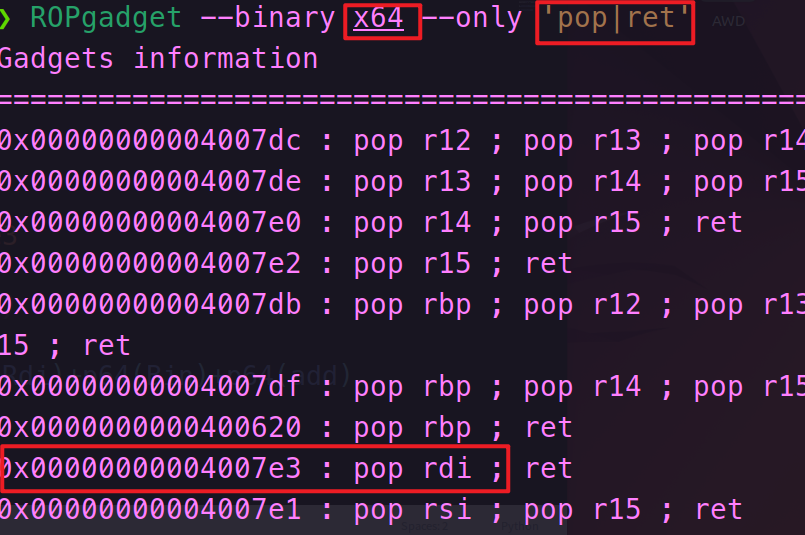 ❯ ROPgadget --binary x64 --only 'pop|ret'
AWD
Gadgets information
============================================================
0x00000000004007dc : pop r12 ; pop r13 ; pop r14
0x00000000004007de : pop r13 ; pop r14 ; pop r15
0x00000000004007e0 : pop r14 ; pop r15 ; ret
0x00000000004007e2 : pop r15 ; ret
0x00000000004007db : pop rbp ; pop r12 ; pop r13
15 ; ret
0x00000000004007df : pop rbp ; pop r14 ; pop r15
0x0000000000400620 : pop rbp ; ret
0x00000000004007e3 : pop rdi ; ret
0x00000000004007e1 : pop rsi ; pop r15 ; ret